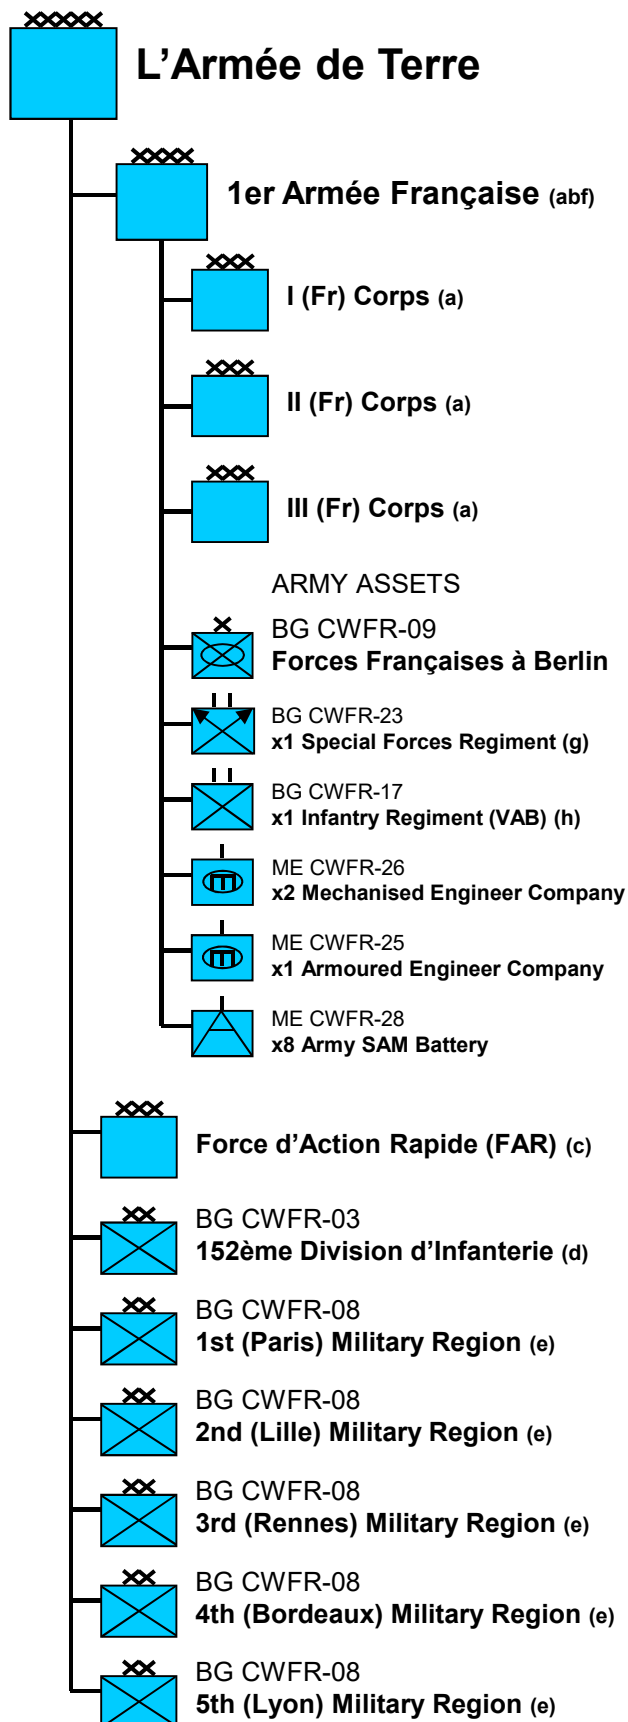 L’Armée de Terre
1er Armée Française (abf)
I (Fr) Corps (a)
II (Fr) Corps (a)
III (Fr) Corps (a)
ARMY ASSETS
BG CWFR-09
Forces Françaises à Berlin
BG CWFR-23
x1 Special Forces Regiment (g)
BG CWFR-17
x1 Infantry Regiment (VAB) (h)
ME CWFR-26
x2 Mechanised Engineer Company
ME CWFR-25
x1 Armoured Engineer Company
ME CWFR-28
x8 Army SAM Battery
Force d’Action Rapide (FAR) (c)
BG CWFR-03
152ème Division d’Infanterie (d)
BG CWFR-08
1st (Paris) Military Region (e)
BG CWFR-08
2nd (Lille) Military Region (e)
BG CWFR-08
3rd (Rennes) Military Region (e)
BG CWFR-08
4th (Bordeaux) Military Region (e)
BG CWFR-08
5th (Lyon) Military Region (e)